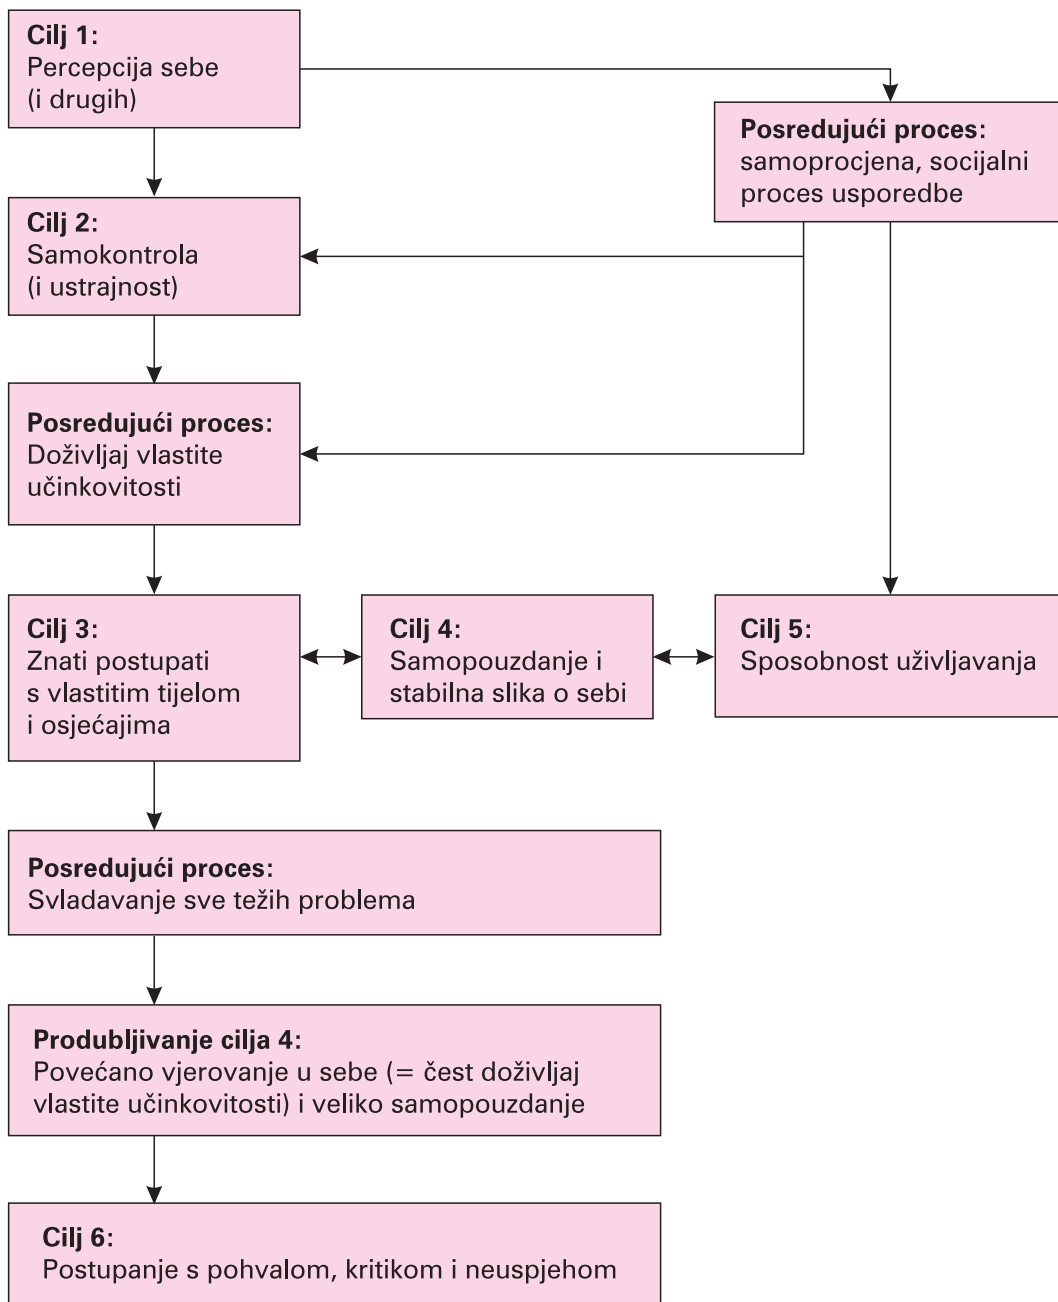 Cilj 1:
Percepcija sebe
(i drugih)
Posredujući proces:
samoprocjena, socijalni
proces usporedbe
Cilj 2:
Samokontrola
(i ustrajnost)
Posredujući proces:
Doživljaj vlastite
učinkovitosti
Cilj 3:
Znati postupati
s vlastitim tijelom
i osjećajima
Cilj 4:
Samopouzdanje i
stabilna slika o sebi
Cilj 5:
Sposobnost uživljavanja
Posredujući proces:
Svladavanje sve težih problema
Produbljivanje cilja 4:
Povećano vjerovanje u sebe (= čest doživljaj
vlastite učinkovitosti) i veliko samopouzdanje
Cilj 6:
Postupanje s pohvalom, kritikom i neuspjehom